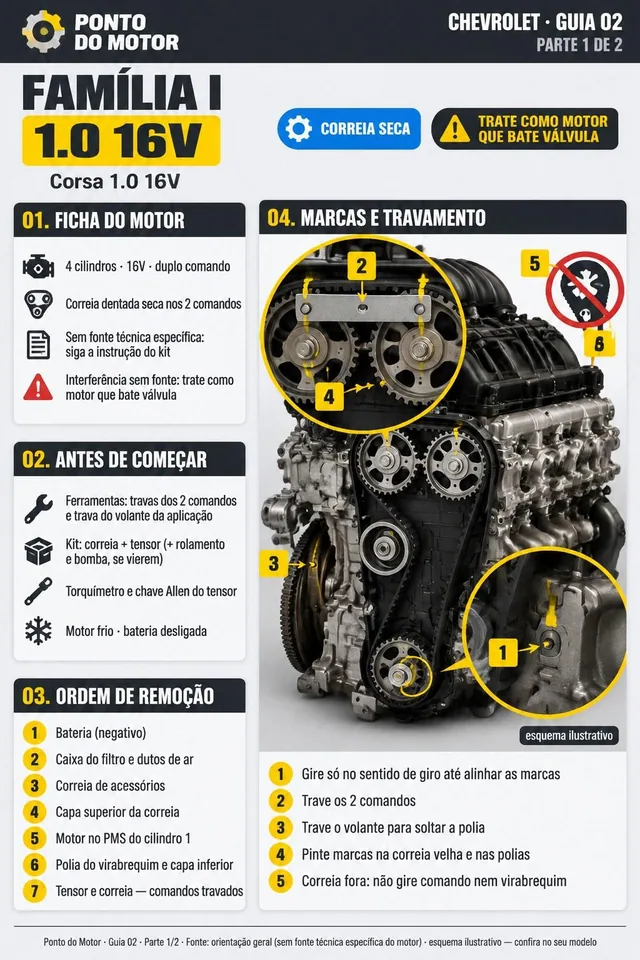 PONTO
DO MOTOR
CHEVROLET · GUIA 02
PARTE 1 DE 2
FAMÍLIA I
1.0 16V
Corsa 1.0 16V
CORREIA SECA
TRATE COMO MOTOR
QUE BATE VÁLVULA
01. FICHA DO MOTOR
4 cilindros · 16V · duplo comando
Correia dentada seca nos 2 comandos
Sem fonte técnica específica:
siga a instrução do kit
Interferência sem fonte: trate como
motor que bate válvula
02. ANTES DE COMEÇAR
Ferramentas: travas dos 2 comandos
e trava do volante da aplicação
Kit: correia + tensor (+ rolamento
e bomba, se vierem)
Torquímetro e chave Allen do tensor
Motor frio · bateria desligada
03. ORDEM DE REMOÇÃO
1 Bateria (negativo)
2 Caixa do filtro e dutos de ar
3 Correia de acessórios
4 Capa superior da correia
5 Motor no PMS do cilindro 1
6 Polia do virabrequim e capa inferior
7 Tensor e correia — comandos travados
04. MARCAS E TRAVAMENTO
2
5
6
4
3
1
esquema ilustrativo
1 Gire só no sentido de giro até alinhar as marcas
2 Trave os 2 comandos
3 Trave o volante para soltar a polia
4 Pinte marcas na correia velha e nas polias
5 Correia fora: não gire comando nem virabrequim
Ponto do Motor · Guia 02 · Parte 1/2 · Fonte: orientação geral (sem fonte técnica específica do motor) · esquema ilustrativo — confira no seu modelo